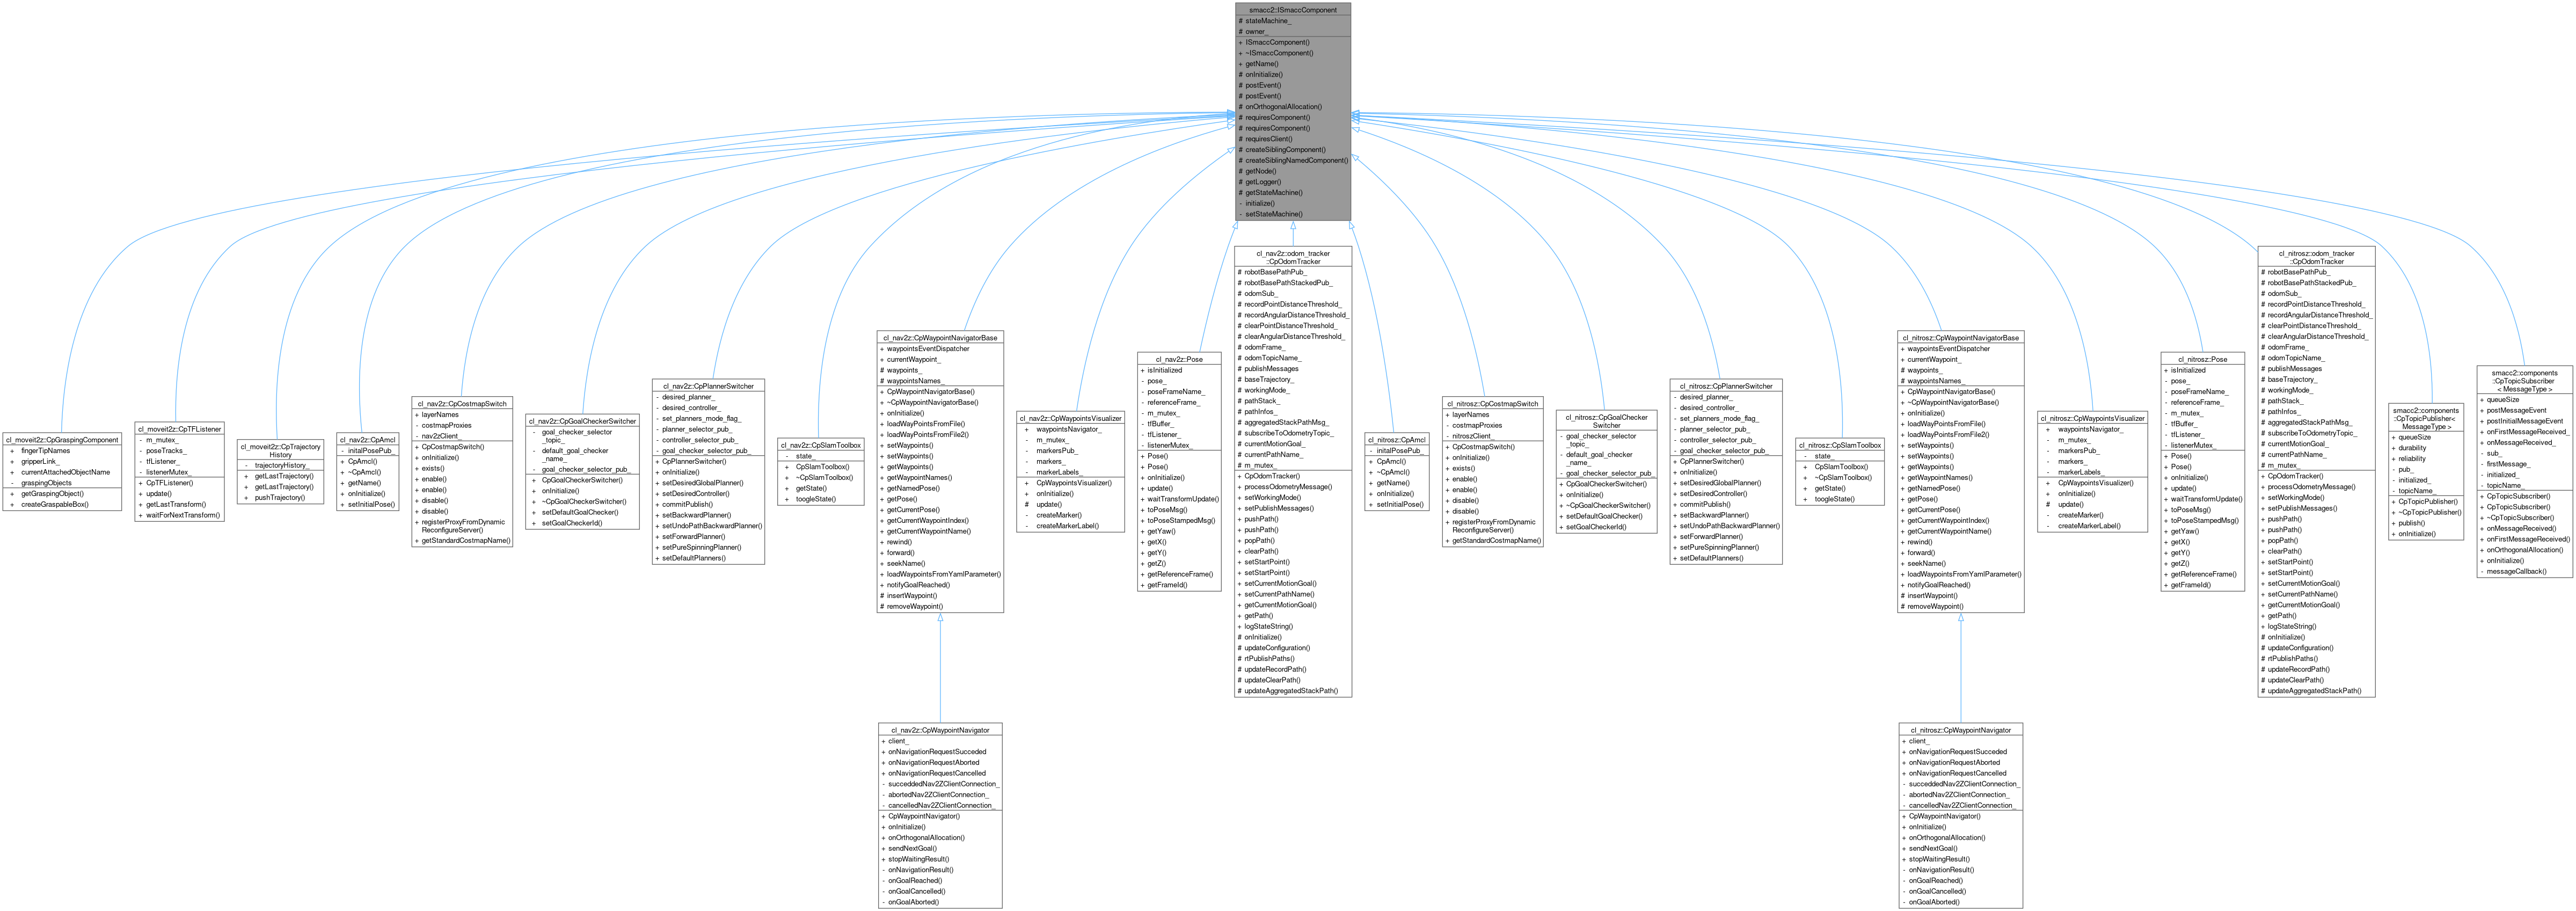 smacc2::ISmaccComponent
# stateMachine_
# owner_
+ ISmaccComponent()
+ ~ISmaccComponent()
+ getName()
# onInitialize()
# postEvent()
# postEvent()
# onOrthogonalAllocation()
# requiresComponent()
# requiresComponent()
# requiresClient()
# createSiblingComponent()
# createSiblingNamedComponent()
# getNode()
# getLogger()
# getStateMachine()
- initialize()
- setStateMachine()
cl_moveit2z::CpGraspingComponent
+ fingerTipNames
+ gripperLink_
+ currentAttachedObjectName
- graspingObjects
+ getGraspingObject()
+ createGraspableBox()
cl_moveit2z::CpTFListener
- m_mutex_
- poseTracks_
- tfListener_
- listenerMutex_
+ CpTFListener()
+ update()
+ getLastTransform()
+ waitForNextTransform()
cl_moveit2z::CpTrajectory
History
- trajectoryHistory_
+ getLastTrajectory()
+ getLastTrajectory()
+ pushTrajectory()
cl_nav2z::CpAmcl
- initalPosePub_
+ CpAmcl()
+ ~CpAmcl()
+ getName()
+ onInitialize()
+ setInitialPose()
cl_nav2z::CpCostmapSwitch
+ layerNames
- costmapProxies
- nav2zClient_
+ CpCostmapSwitch()
+ onInitialize()
+ exists()
+ enable()
+ enable()
+ disable()
+ disable()
+ registerProxyFromDynamic
ReconfigureServer()
+ getStandardCostmapName()
cl_nav2z::CpGoalCheckerSwitcher
- goal_checker_selector
_topic_
- default_goal_checker
_name_
- goal_checker_selector_pub_
+ CpGoalCheckerSwitcher()
+ onInitialize()
+ ~CpGoalCheckerSwitcher()
+ setDefaultGoalChecker()
+ setGoalCheckerId()
cl_nav2z::CpPlannerSwitcher
- desired_planner_
- desired_controller_
- set_planners_mode_flag_
- planner_selector_pub_
- controller_selector_pub_
- goal_checker_selector_pub_
+ CpPlannerSwitcher()
+ onInitialize()
+ setDesiredGlobalPlanner()
+ setDesiredController()
+ commitPublish()
+ setBackwardPlanner()
+ setUndoPathBackwardPlanner()
+ setForwardPlanner()
+ setPureSpinningPlanner()
+ setDefaultPlanners()
cl_nav2z::CpSlamToolbox
- state_
+ CpSlamToolbox()
+ ~CpSlamToolbox()
+ getState()
+ toogleState()
cl_nav2z::CpWaypointNavigatorBase
+ waypointsEventDispatcher
+ currentWaypoint_
# waypoints_
# waypointsNames_
+ CpWaypointNavigatorBase()
+ ~CpWaypointNavigatorBase()
+ onInitialize()
+ loadWayPointsFromFile()
+ loadWayPointsFromFile2()
+ setWaypoints()
+ setWaypoints()
+ getWaypoints()
+ getWaypointNames()
+ getNamedPose()
+ getPose()
+ getCurrentPose()
+ getCurrentWaypointIndex()
+ getCurrentWaypointName()
+ rewind()
+ forward()
+ seekName()
+ loadWaypointsFromYamlParameter()
+ notifyGoalReached()
# insertWaypoint()
# removeWaypoint()
cl_nav2z::CpWaypointsVisualizer
+ waypointsNavigator_
- m_mutex_
- markersPub_
- markers_
- markerLabels_
+ CpWaypointsVisualizer()
+ onInitialize()
# update()
- createMarker()
- createMarkerLabel()
cl_nav2z::Pose
+ isInitialized
- pose_
- poseFrameName_
- referenceFrame_
- m_mutex_
- tfBuffer_
- tfListener_
- listenerMutex_
+ Pose()
+ Pose()
+ onInitialize()
+ update()
+ waitTransformUpdate()
+ toPoseMsg()
+ toPoseStampedMsg()
+ getYaw()
+ getX()
+ getY()
+ getZ()
+ getReferenceFrame()
+ getFrameId()
cl_nav2z::odom_tracker
::CpOdomTracker
# robotBasePathPub_
# robotBasePathStackedPub_
# odomSub_
# recordPointDistanceThreshold_
# recordAngularDistanceThreshold_
# clearPointDistanceThreshold_
# clearAngularDistanceThreshold_
# odomFrame_
# odomTopicName_
# publishMessages
# baseTrajectory_
# workingMode_
# pathStack_
# pathInfos_
# aggregatedStackPathMsg_
# subscribeToOdometryTopic_
# currentMotionGoal_
# currentPathName_
# m_mutex_
+ CpOdomTracker()
+ processOdometryMessage()
+ setWorkingMode()
+ setPublishMessages()
+ pushPath()
+ pushPath()
+ popPath()
+ clearPath()
+ setStartPoint()
+ setStartPoint()
+ setCurrentMotionGoal()
+ setCurrentPathName()
+ getCurrentMotionGoal()
+ getPath()
+ logStateString()
# onInitialize()
# updateConfiguration()
# rtPublishPaths()
# updateRecordPath()
# updateClearPath()
# updateAggregatedStackPath()
cl_nitrosz::CpAmcl
- initalPosePub_
+ CpAmcl()
+ ~CpAmcl()
+ getName()
+ onInitialize()
+ setInitialPose()
cl_nitrosz::CpCostmapSwitch
+ layerNames
- costmapProxies
- nitroszClient_
+ CpCostmapSwitch()
+ onInitialize()
+ exists()
+ enable()
+ enable()
+ disable()
+ disable()
+ registerProxyFromDynamic
ReconfigureServer()
+ getStandardCostmapName()
cl_nitrosz::CpGoalChecker
Switcher
- goal_checker_selector
_topic_
- default_goal_checker
_name_
- goal_checker_selector_pub_
+ CpGoalCheckerSwitcher()
+ onInitialize()
+ ~CpGoalCheckerSwitcher()
+ setDefaultGoalChecker()
+ setGoalCheckerId()
cl_nitrosz::CpPlannerSwitcher
- desired_planner_
- desired_controller_
- set_planners_mode_flag_
- planner_selector_pub_
- controller_selector_pub_
- goal_checker_selector_pub_
+ CpPlannerSwitcher()
+ onInitialize()
+ setDesiredGlobalPlanner()
+ setDesiredController()
+ commitPublish()
+ setBackwardPlanner()
+ setUndoPathBackwardPlanner()
+ setForwardPlanner()
+ setPureSpinningPlanner()
+ setDefaultPlanners()
cl_nitrosz::CpSlamToolbox
- state_
+ CpSlamToolbox()
+ ~CpSlamToolbox()
+ getState()
+ toogleState()
cl_nitrosz::CpWaypointNavigatorBase
+ waypointsEventDispatcher
+ currentWaypoint_
# waypoints_
# waypointsNames_
+ CpWaypointNavigatorBase()
+ ~CpWaypointNavigatorBase()
+ onInitialize()
+ loadWayPointsFromFile()
+ loadWayPointsFromFile2()
+ setWaypoints()
+ setWaypoints()
+ getWaypoints()
+ getWaypointNames()
+ getNamedPose()
+ getPose()
+ getCurrentPose()
+ getCurrentWaypointIndex()
+ getCurrentWaypointName()
+ rewind()
+ forward()
+ seekName()
+ loadWaypointsFromYamlParameter()
+ notifyGoalReached()
# insertWaypoint()
# removeWaypoint()
cl_nitrosz::CpWaypointsVisualizer
+ waypointsNavigator_
- m_mutex_
- markersPub_
- markers_
- markerLabels_
+ CpWaypointsVisualizer()
+ onInitialize()
# update()
- createMarker()
- createMarkerLabel()
cl_nitrosz::Pose
+ isInitialized
- pose_
- poseFrameName_
- referenceFrame_
- m_mutex_
- tfBuffer_
- tfListener_
- listenerMutex_
+ Pose()
+ Pose()
+ onInitialize()
+ update()
+ waitTransformUpdate()
+ toPoseMsg()
+ toPoseStampedMsg()
+ getYaw()
+ getX()
+ getY()
+ getZ()
+ getReferenceFrame()
+ getFrameId()
cl_nitrosz::odom_tracker
::CpOdomTracker
# robotBasePathPub_
# robotBasePathStackedPub_
# odomSub_
# recordPointDistanceThreshold_
# recordAngularDistanceThreshold_
# clearPointDistanceThreshold_
# clearAngularDistanceThreshold_
# odomFrame_
# odomTopicName_
# publishMessages
# baseTrajectory_
# workingMode_
# pathStack_
# pathInfos_
# aggregatedStackPathMsg_
# subscribeToOdometryTopic_
# currentMotionGoal_
# currentPathName_
# m_mutex_
+ CpOdomTracker()
+ processOdometryMessage()
+ setWorkingMode()
+ setPublishMessages()
+ pushPath()
+ pushPath()
+ popPath()
+ clearPath()
+ setStartPoint()
+ setStartPoint()
+ setCurrentMotionGoal()
+ setCurrentPathName()
+ getCurrentMotionGoal()
+ getPath()
+ logStateString()
# onInitialize()
# updateConfiguration()
# rtPublishPaths()
# updateRecordPath()
# updateClearPath()
# updateAggregatedStackPath()
smacc2::components
::CpTopicPublisher<
MessageType >
+ queueSize
+ durability
+ reliability
- pub_
- initialized_
- topicName_
+ CpTopicPublisher()
+ CpTopicPublisher()
+ ~CpTopicPublisher()
+ publish()
+ onInitialize()
smacc2::components
::CpTopicSubscriber
< MessageType >
+ queueSize
+ postMessageEvent
+ postInitialMessageEvent
+ onFirstMessageReceived_
+ onMessageReceived_
- sub_
- firstMessage_
- initialized_
- topicName_
+ CpTopicSubscriber()
+ CpTopicSubscriber()
+ ~CpTopicSubscriber()
+ onMessageReceived()
+ onFirstMessageReceived()
+ onOrthogonalAllocation()
+ onInitialize()
- messageCallback()
cl_nav2z::CpWaypointNavigator
+ client_
+ onNavigationRequestSucceded
+ onNavigationRequestAborted
+ onNavigationRequestCancelled
- succeddedNav2ZClientConnection_
- abortedNav2ZClientConnection_
- cancelledNav2ZClientConnection_
+ CpWaypointNavigator()
+ onInitialize()
+ onOrthogonalAllocation()
+ sendNextGoal()
+ stopWaitingResult()
- onNavigationResult()
- onGoalReached()
- onGoalCancelled()
- onGoalAborted()
cl_nitrosz::CpWaypointNavigator
+ client_
+ onNavigationRequestSucceded
+ onNavigationRequestAborted
+ onNavigationRequestCancelled
- succeddedNav2ZClientConnection_
- abortedNav2ZClientConnection_
- cancelledNav2ZClientConnection_
+ CpWaypointNavigator()
+ onInitialize()
+ onOrthogonalAllocation()
+ sendNextGoal()
+ stopWaitingResult()
- onNavigationResult()
- onGoalReached()
- onGoalCancelled()
- onGoalAborted()